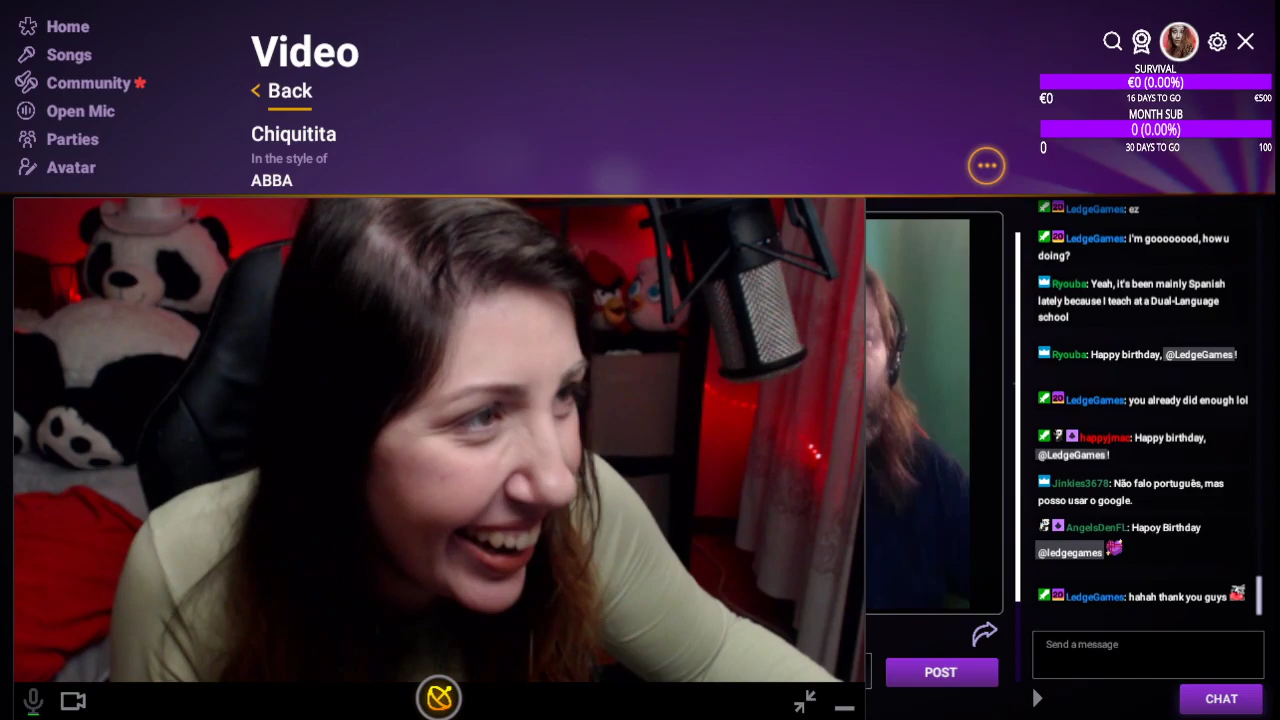 Home
Songs
Community *
Open Mic
Parties
Avatar
Video
< Back
Chiquitita
In the style of
ABBA
SURVIVAL
€0 (0.00%)
€0 16 DAYS TO GO €500
MONTH SUB
0 (0.00%)
0 30 DAYS TO GO 100
LedgeGames: ez
LedgeGames: i'm goooooood, how u
doing?
Ryouba: Yeah, it's been mainly Spanish
lately because I teach at a Dual-Language
school
Ryouba: Happy birthday, @LedgeGames !
LedgeGames: you already did enough lol
happyjmac: Happy birthday,
@LedgeGames !
Jinkies3678: Não falo português, mas
posso usar o google.
AngelsDenFL: Hapoy Birthday
@ledgegames
LedgeGames: hahah thank you guys
Send a message
POST
CHAT